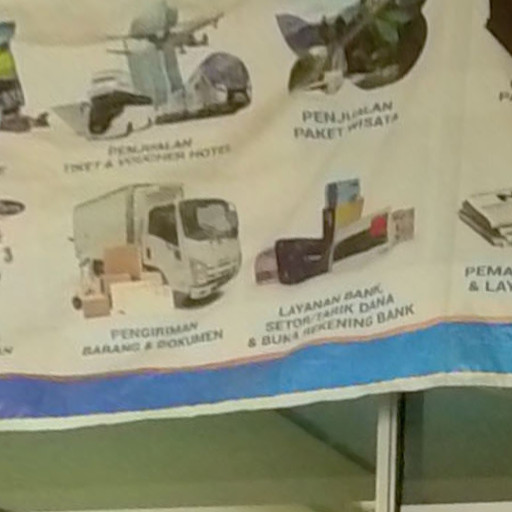 PENJUALAN
TIKET & VOUCHER HOTEL
PENJUALAN
PAKET WISATA
PENGIRIMAN
BARANG & DOKUMEN
LAYANAN BANK,
SETOR/TARIK DANA
& BUKA REKENING BANK
PEMA
& LAY